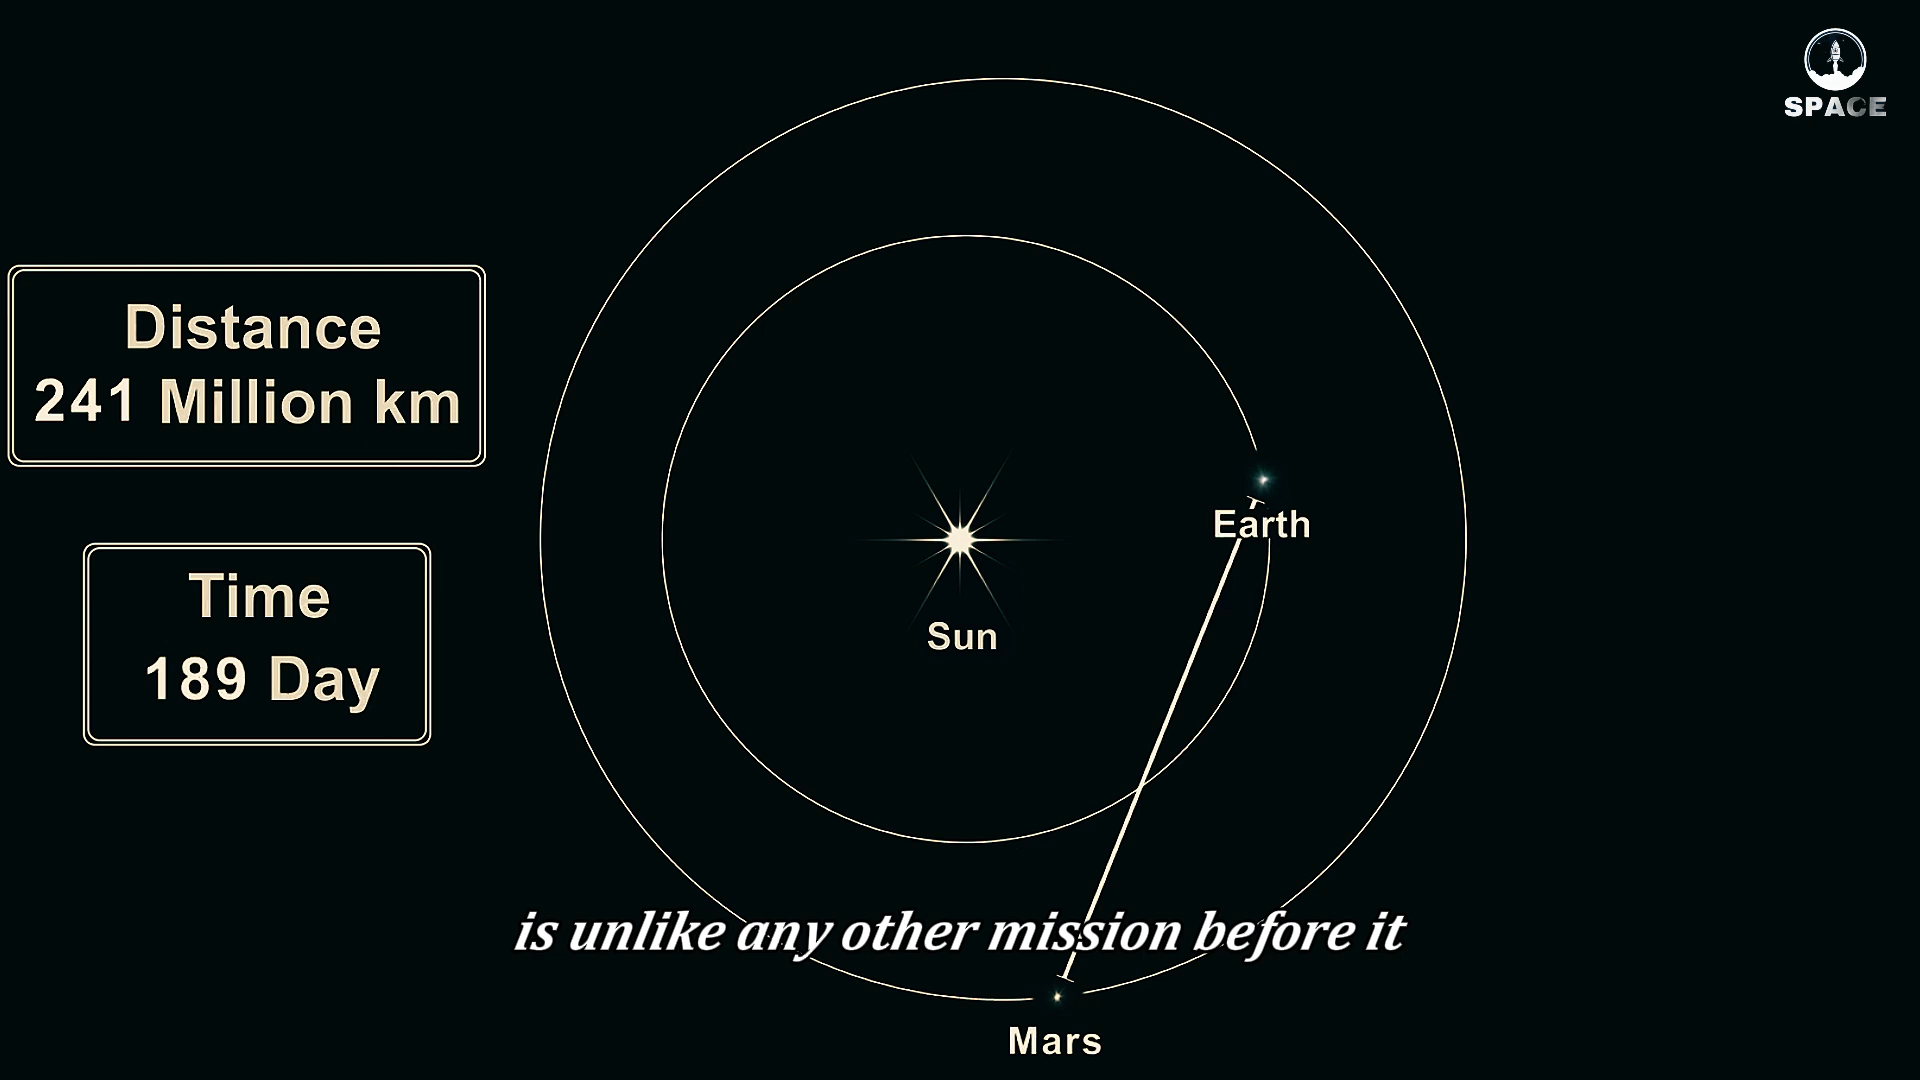 SPACE
Distance
241 Million km
Earth
Time
189 Day
Sun
is unlike any other mission before it
Mars